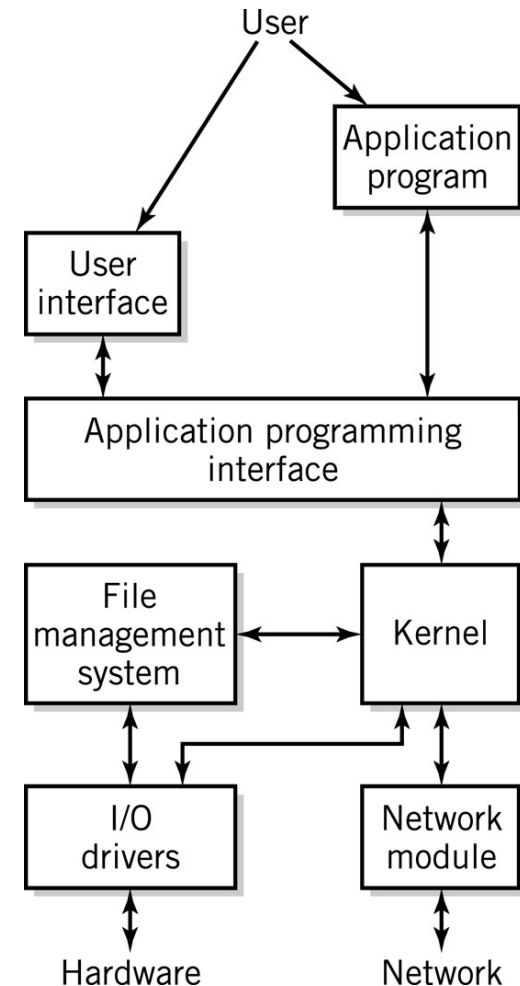 User
Application
program
User
interface
Application programming
interface
File
management
system
Kernel
I/O
drivers
Network
module
Hardware
Network